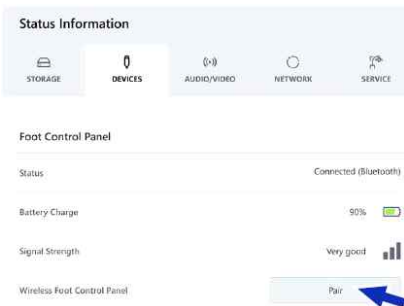 Status Information
STORAGE DEVICES AUDIO/VIDEO NETWORK SERVICE
Foot Control Panel
Status Connected (Bluetooth)
Battery Charge 90%
Signal Strength Very good
Wireless Foot Control Panel Pair